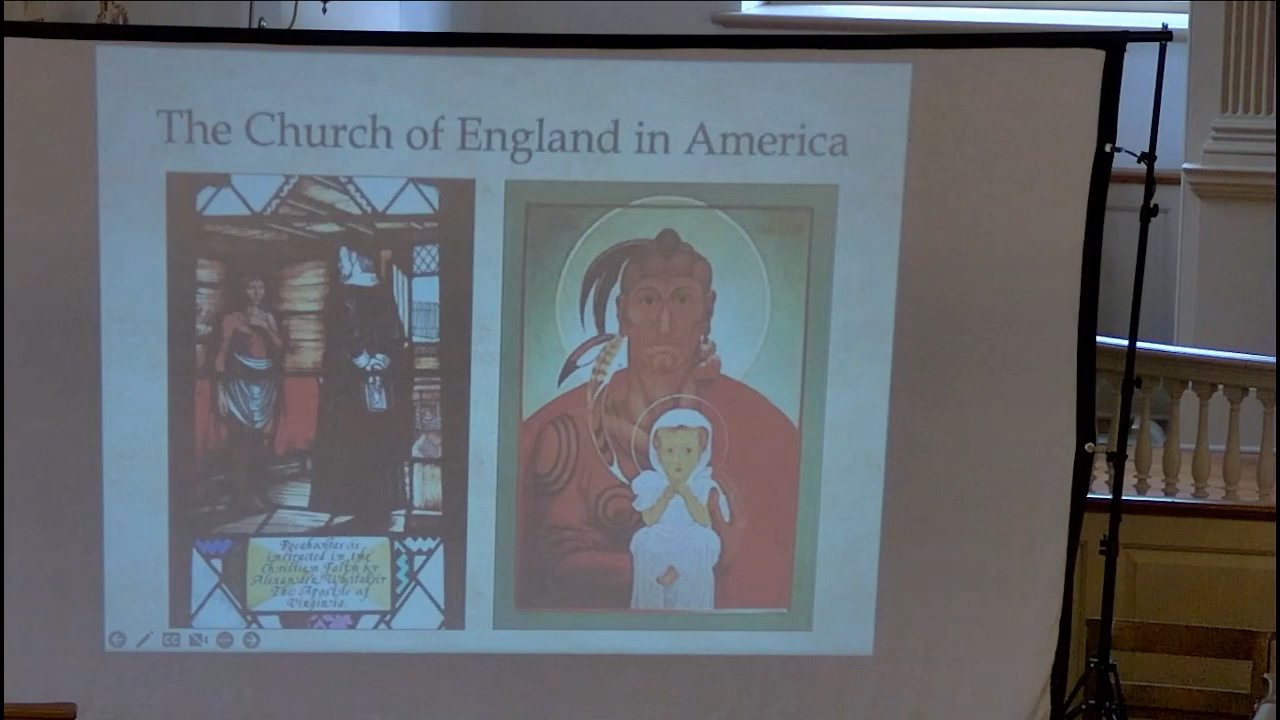 The Church of England in America
Pocahontas is
instructed in the
Christian Faith by
Alexander Whitaker
The Apostle of
Virginia.
CC